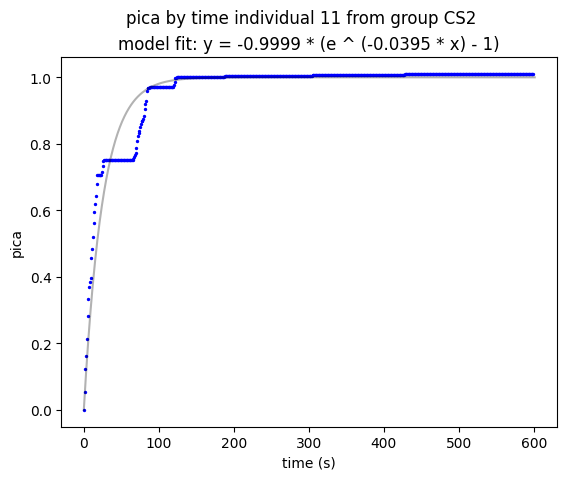 pica by time individual 11 from group CS2
model fit: y = -0.9999 * (e ^ (-0.0395 * x) - 1)
1.0
0.8
0.6
0.4
0.2
0.0
pica
0 100 200 300 400 500 600
time (s)